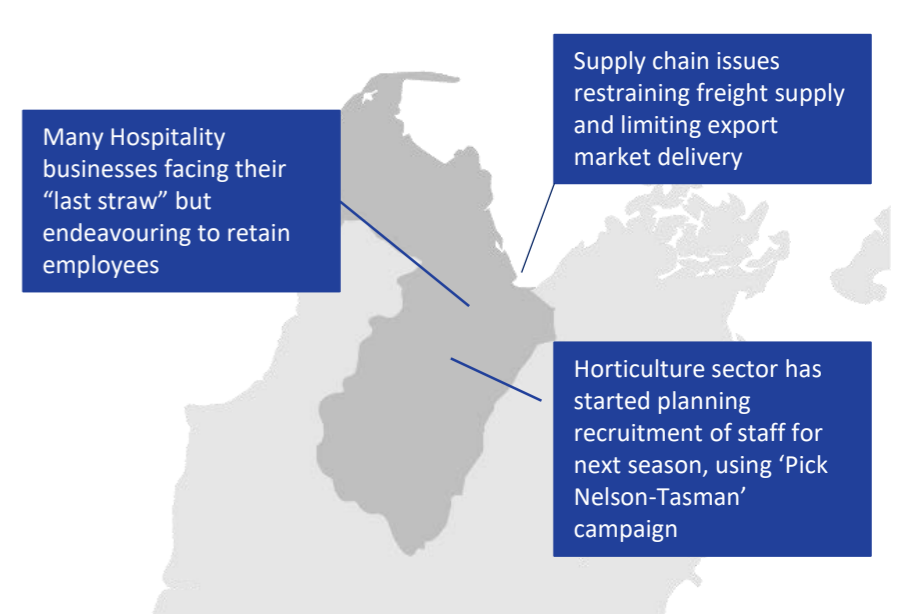 Many Hospitality
businesses facing their
“last straw” but
endeavouring to retain
employees
Supply chain issues
restraining freight supply
and limiting export
market delivery
Horticulture sector has
started planning
recruitment of staff for
next season, using ‘Pick
Nelson-Tasman’
campaign